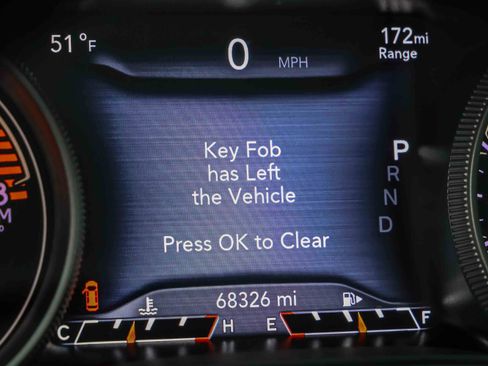 51°F
0 MPH
172mi
Range
Key Fob
has Left
the Vehicle
Press OK to Clear
P
R
N
D
68326 mi
C H E F